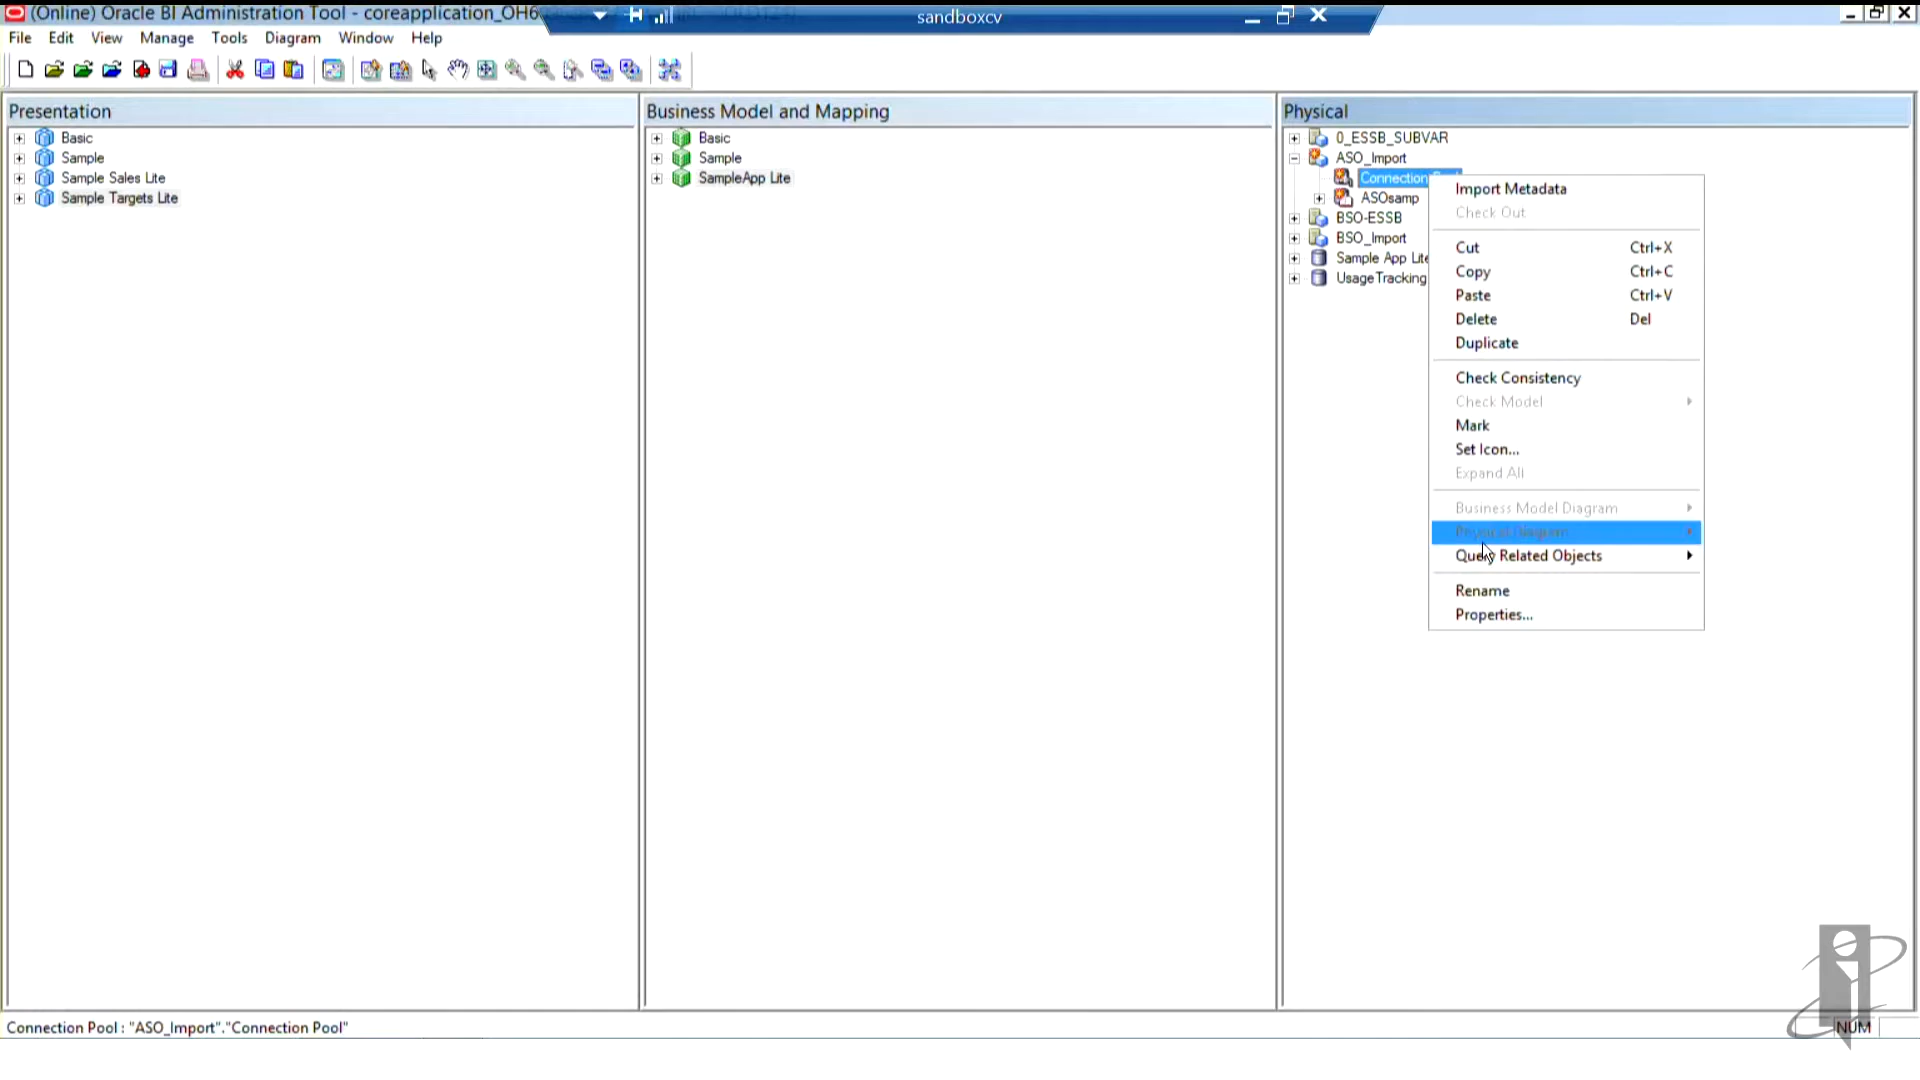 (Online) Oracle BI Administration Tool - coreapplication_OH6
sandboxcv
File Edit View Manage Tools Diagram Window Help
Presentation
Basic
Sample
Sample Sales Lite
Sample Targets Lite
Business Model and Mapping
Basic
Sample
SampleApp Lite
Physical
0_ESSB_SUBVAR
ASO_Import
Connection
ASOsamp
BSO-ESSB
BSO_Import
Sample App Lite
UsageTracking
Import Metadata
Check Out
Cut Ctrl+X
Copy Ctrl+C
Paste Ctrl+V
Delete Del
Duplicate
Check Consistency
Check Model
Mark
Set Icon...
Expand All
Business Model Diagram
Physical Diagram
Query Related Objects
Rename
Properties...
Connection Pool : "ASO_Import"."Connection Pool"
NUM